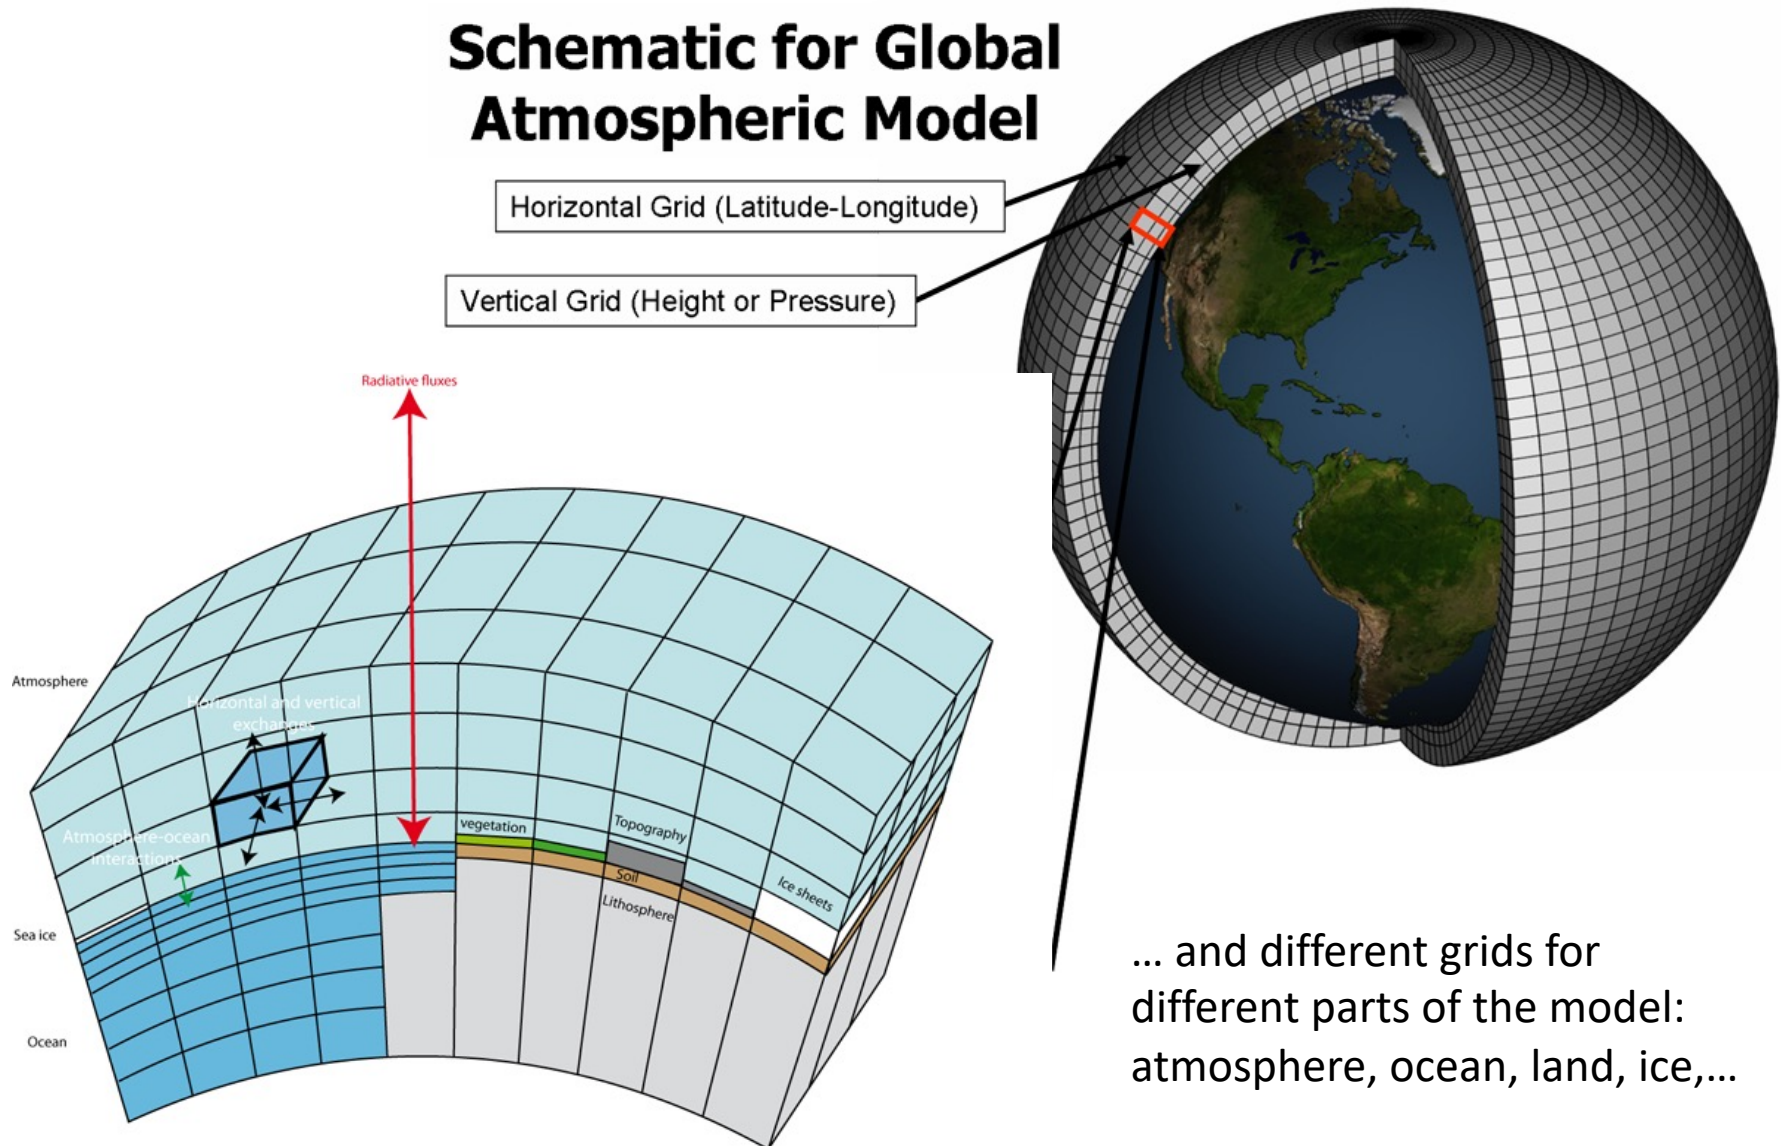 Schematic for Global
Atmospheric Model
Horizontal Grid (Latitude-Longitude)
Vertical Grid (Height or Pressure)
Radiative fluxes
Atmosphere
Horizontal and vertical
exchanges
Atmosphere-ocean
interactions
vegetation
Topography
Soil
Ice sheets
Lithosphere
Sea ice
Ocean
... and different grids for
different parts of the model:
atmosphere, ocean, land, ice,...